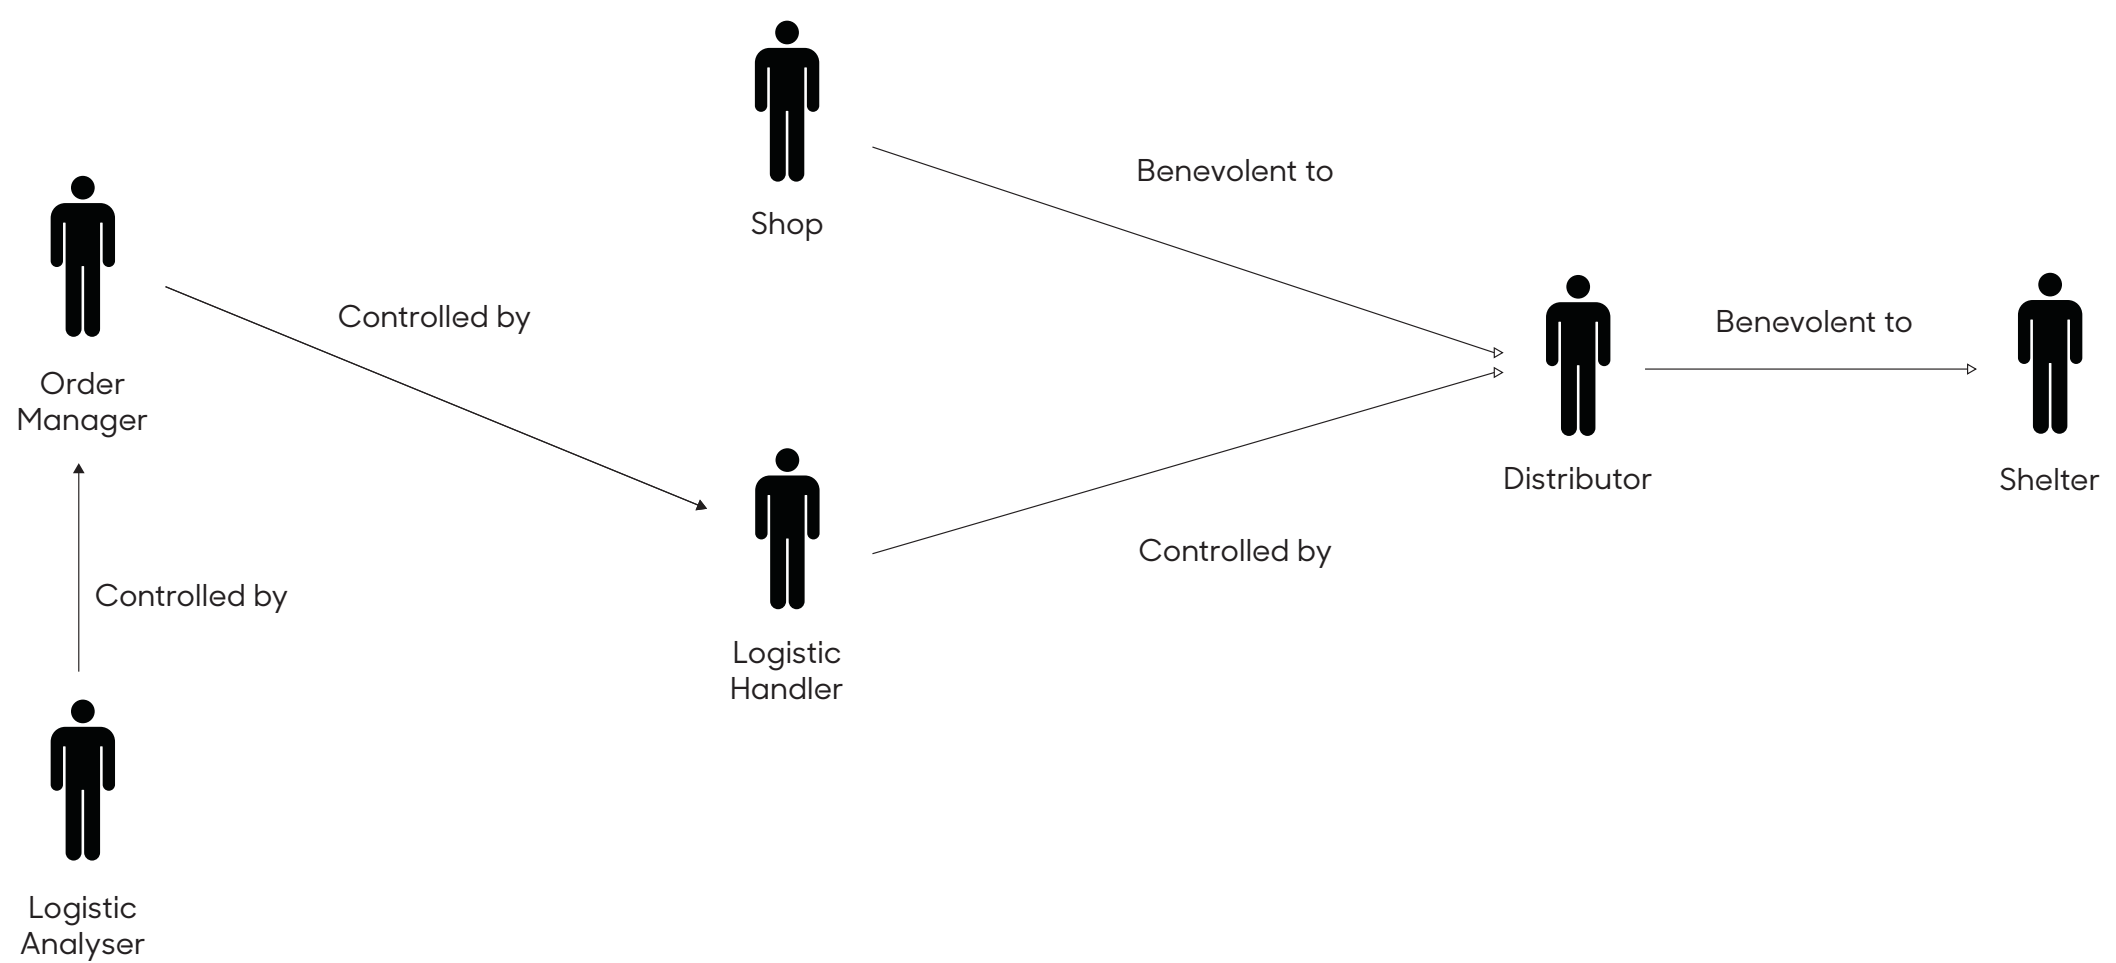 Shop
Benevolent to
Order
Manager
Controlled by
Benevolent to
Distributor
Shelter
Controlled by
Controlled by
Logistic
Handler
Logistic
Analyser